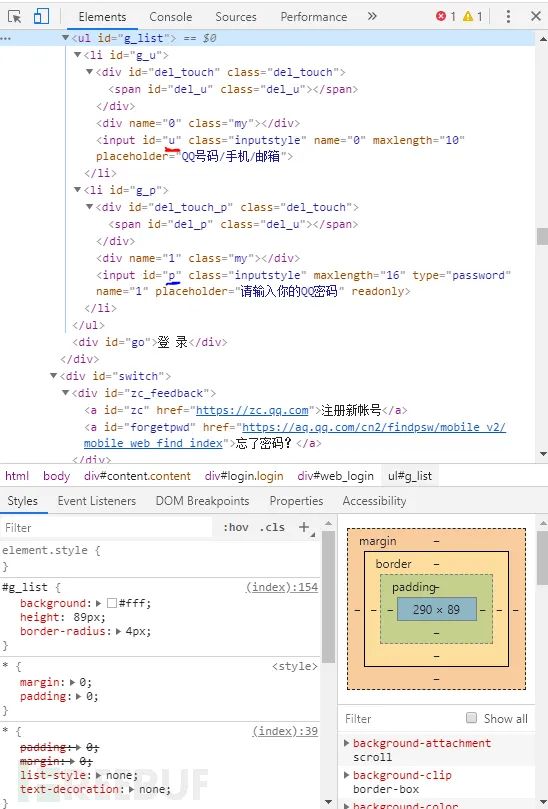 Elements Console Sources Performance » 1 1
<ul id="g_list"> == $0
<li id="g_u">
<div id="del_touch" class="del_touch">
<span id="del_u" class="del_u"></span>
</div>
<div name="0" class="my"></div>
<input id="u" class="inputstyle" name="0" maxlength="10"
placeholder="QQ号码/手机/邮箱">
</li>
<li id="g_p">
<div id="del_touch_p" class="del_touch">
<span id="del_p" class="del_u"></span>
</div>
<div name="1" class="my"></div>
<input id="p" class="inputstyle" maxlength="16" type="password"
name="1" placeholder="请输入你的QQ密码" readonly>
</li>
</ul>
<div id="go">登 录</div>
</div>
<div id="switch">
<div id="zc_feedback">
<a id="zc" href="https://zc.qq.com">注册新帐号</a>
<a id="forgetpwd" href="https://aq.qq.com/cn2/findpsw/mobile_v2/
mobile_web_find_index">忘了密码？</a>
</div>
html body div#content.content div#login.login div#web_login ul#g_list
Styles Event Listeners DOM Breakpoints Properties Accessibility
Filter :hov .cls +
element.style {
}
#g_list { (index):154
background: #fff;
height: 89px;
border-radius: 4px;
}
* { <style>
margin: 0;
padding: 0;
}
* { (index):39
padding: 0;
margin: 0;
list-style: none;
text-decoration: none;
}
margin –
border –
padding–
– – – 290 × 89 – – –
–
–
–
Filter Show all
background-attachment
scroll
background-clip
border-box
background-color